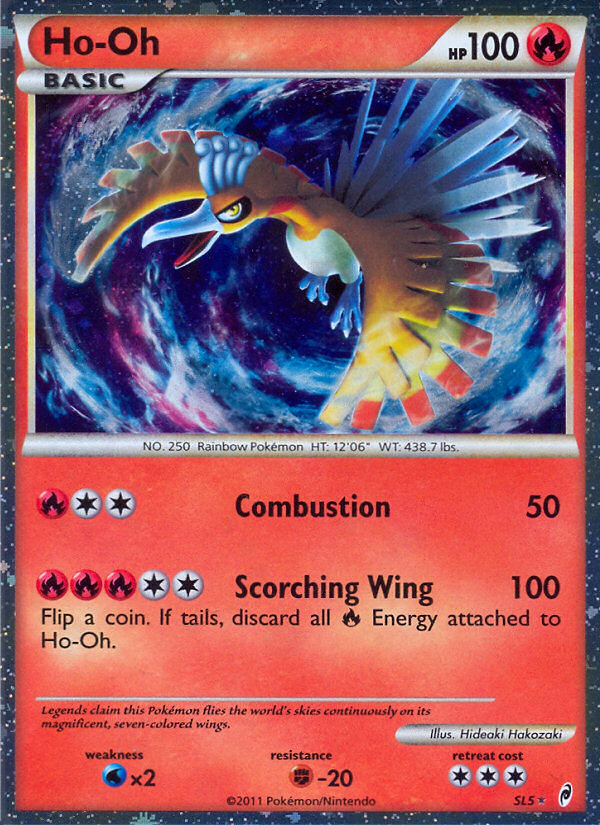 Ho-Oh
HP100
BASIC
NO. 250 Rainbow Pokémon HT: 12'06" WT: 438.7 lbs.
Combustion 50
Scorching Wing 100
Flip a coin. If tails, discard all Energy attached to
Ho-Oh.
Legends claim this Pokémon flies the world's skies continuously on its
magnificent, seven-colored wings.
Illus. Hideaki Hakozaki
weakness resistance retreat cost
×2 -20
©2011 Pokémon/Nintendo SL5